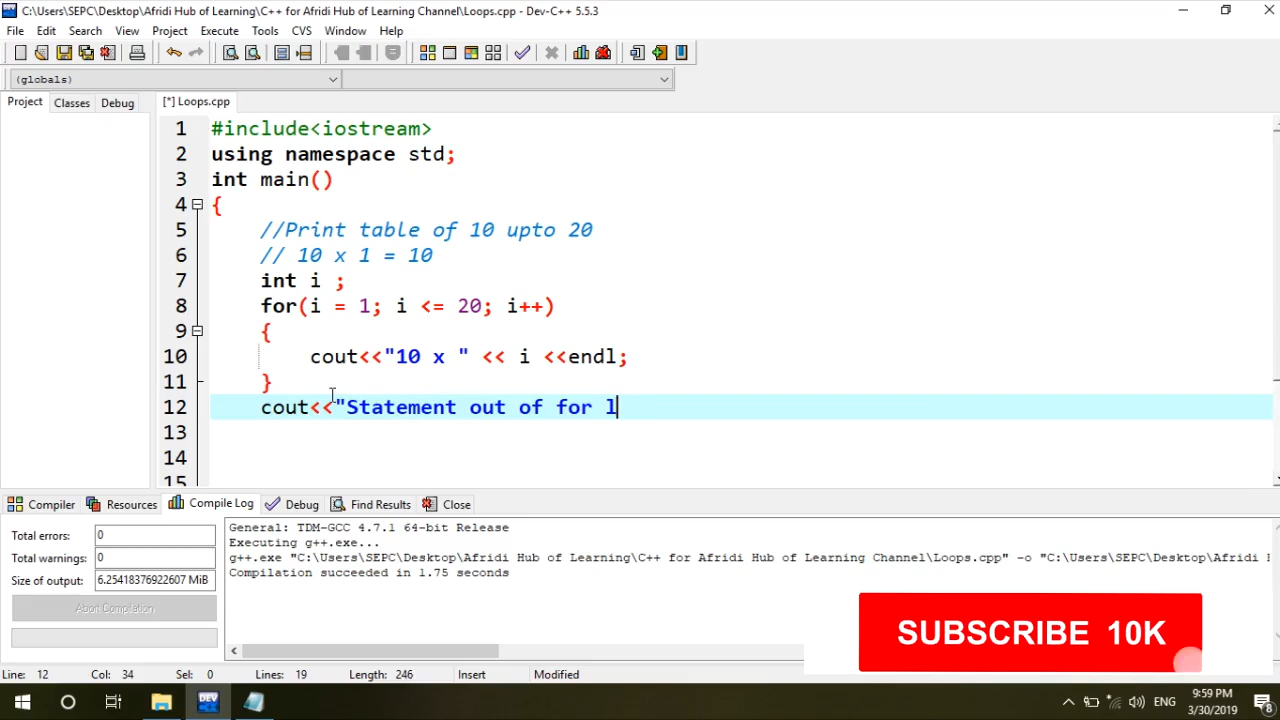 C:\Users\SEPC\Desktop\Afridi Hub of Learning\C++ for Afridi Hub of Learning Channel\Loops.cpp - Dev-C++ 5.5.3
File Edit Search View Project Execute Tools CVS Window Help
(globals)
Project Classes Debug [*] Loops.cpp
1 #include<iostream>
2 using namespace std;
3 int main()
4 {
5 //Print table of 10 upto 20
6 // 10 x 1 = 10
7 int i ;
8 for(i = 1; i <= 20; i++)
9 {
10 cout<<"10 x " << i <<endl;
11 }
12 cout<<"Statement out of for l
13
14
15
Compiler Resources Compile Log Debug Find Results Close
Total errors: 0
Total warnings: 0
Size of output: 6.25418376922607 MiB
Abort Compilation
General: TDM-GCC 4.7.1 64-bit Release
Executing g++.exe...
g++.exe "C:\Users\SEPC\Desktop\Afridi Hub of Learning\C++ for Afridi Hub of Learning Channel\Loops.cpp" -o "C:\Users\SEPC\Desktop\Afridi
Compilation succeeded in 1.75 seconds
SUBSCRIBE 10K
Line: 12 Col: 34 Sel: 0 Lines: 19 Length: 246 Insert Modified
DEV
ENG
9:59 PM
3/30/2019
8